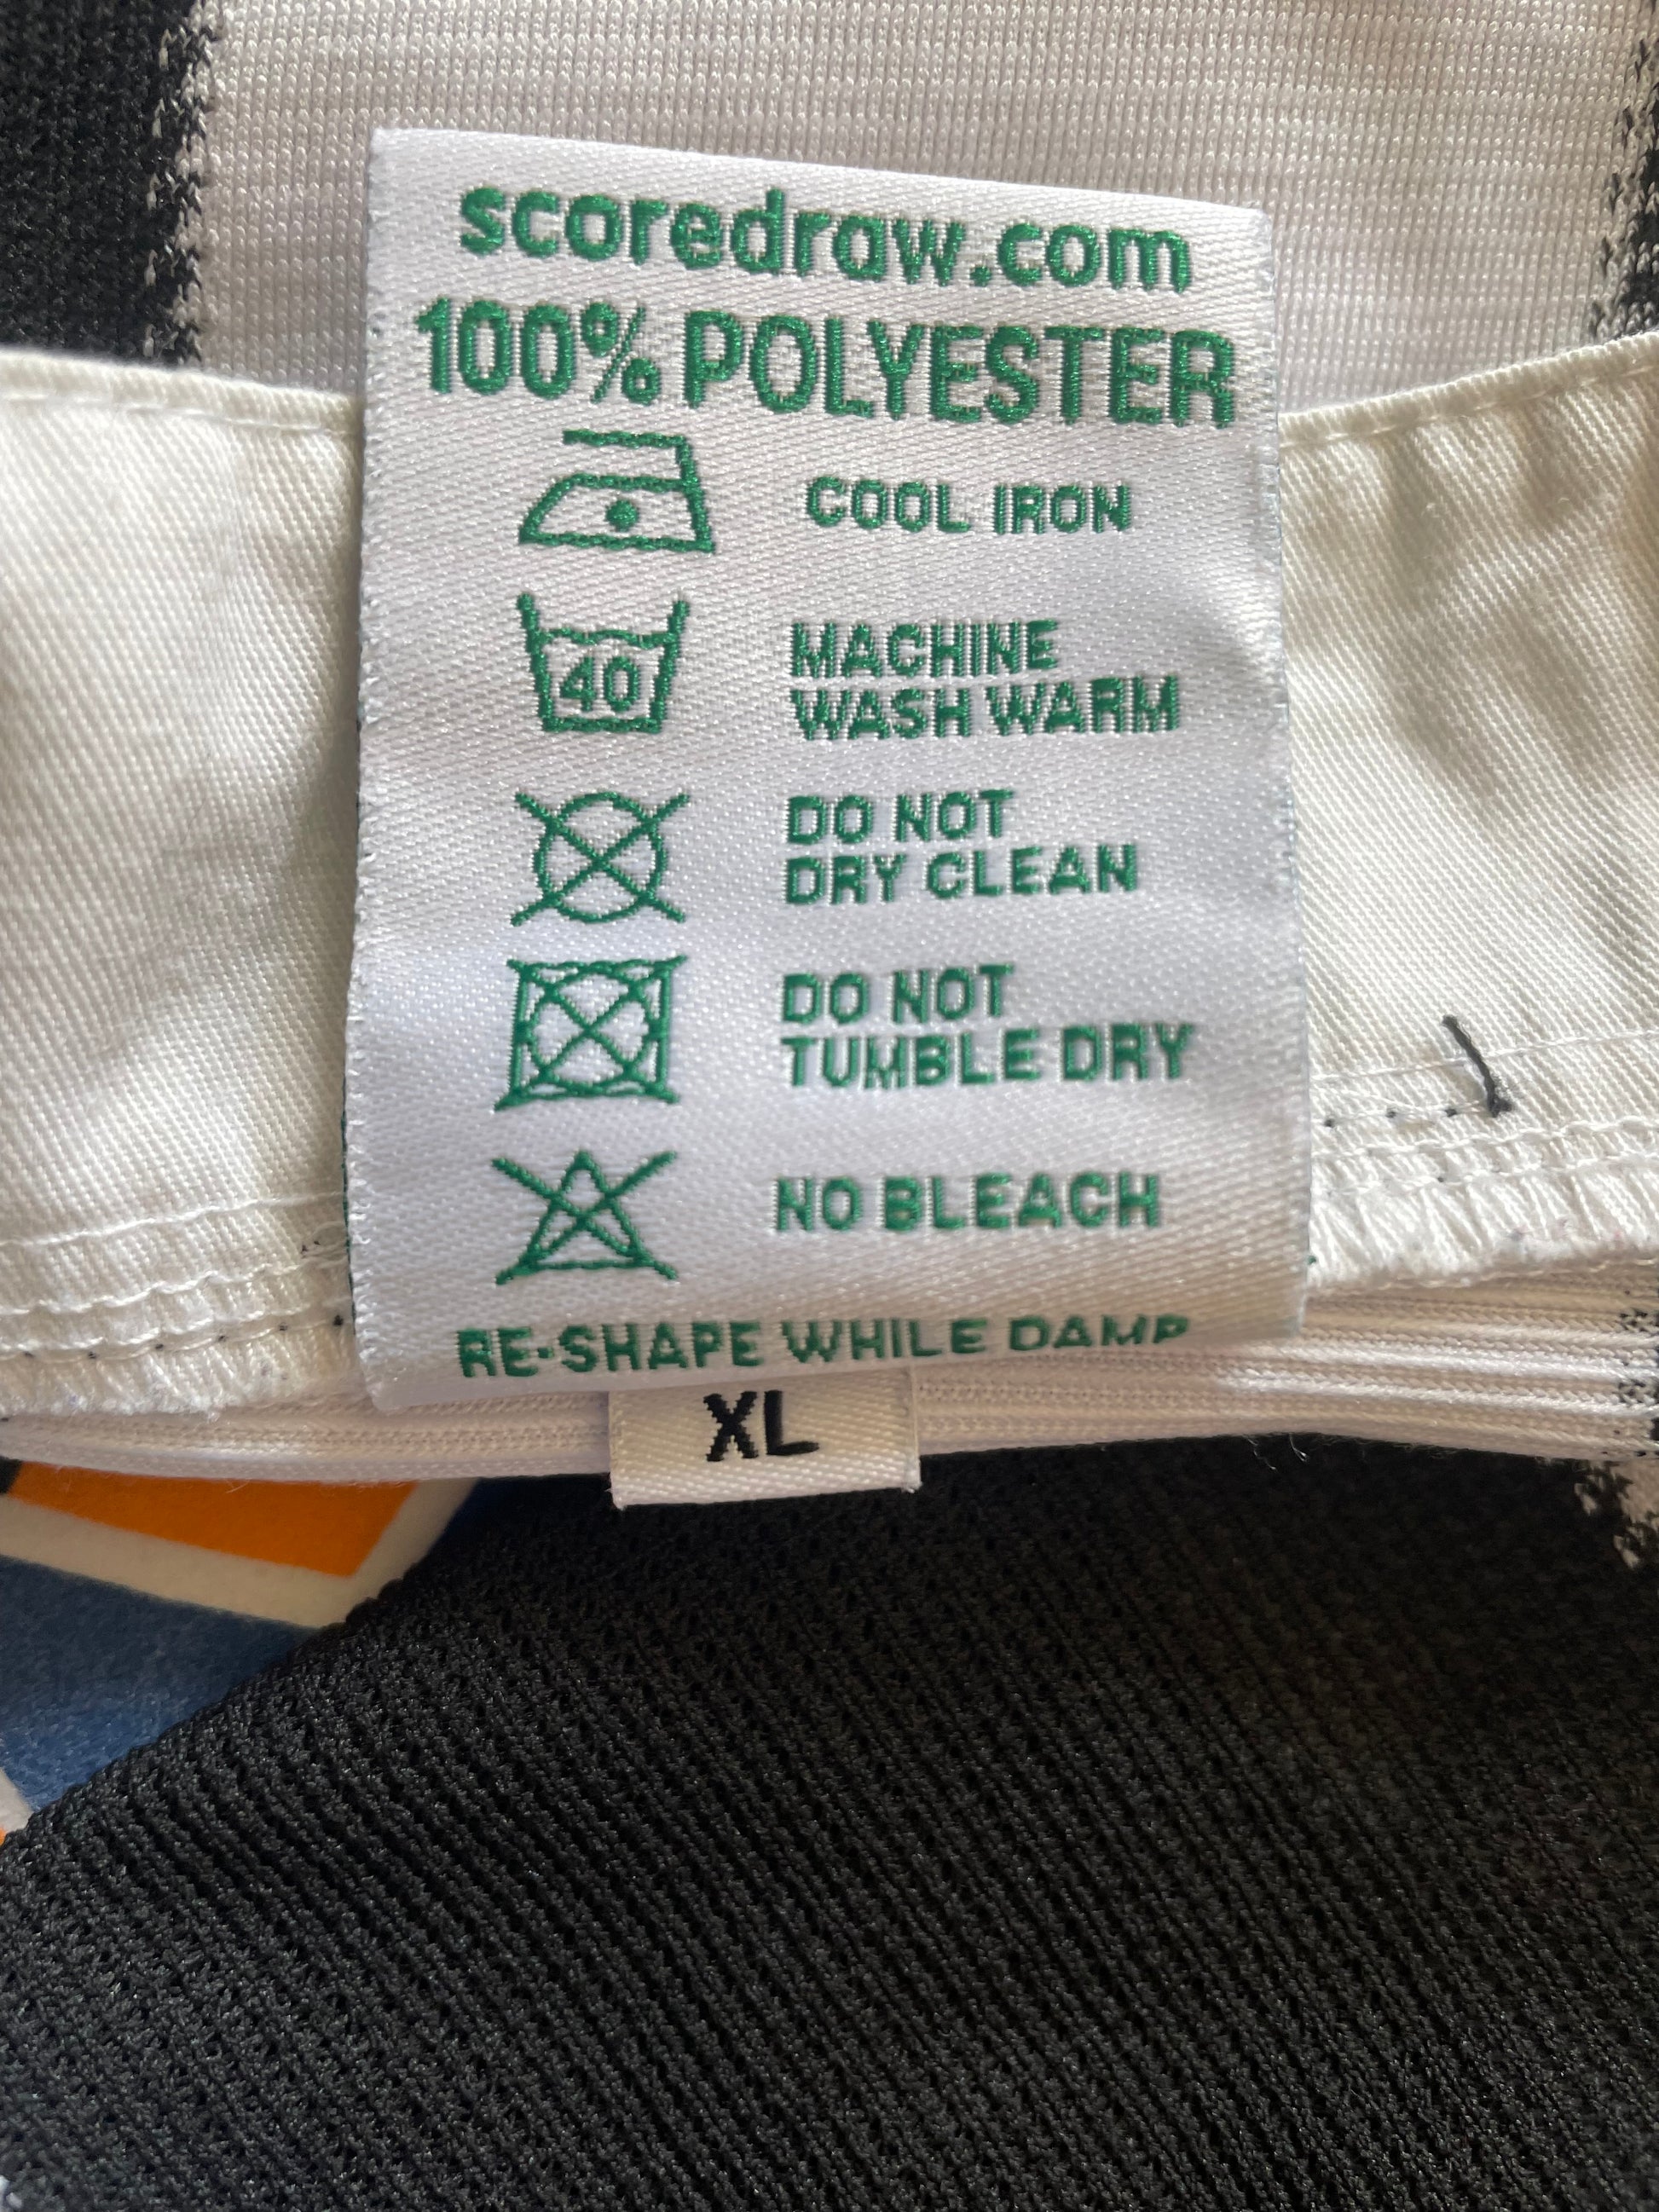 scoredraw.com
100% POLYESTER
COOL IRON
40
MACHINE
WASH WARM
DO NOT
DRY CLEAN
DO NOT
TUMBLE DRY
NO BLEACH
RE-SHAPE WHILE DAMP
XL